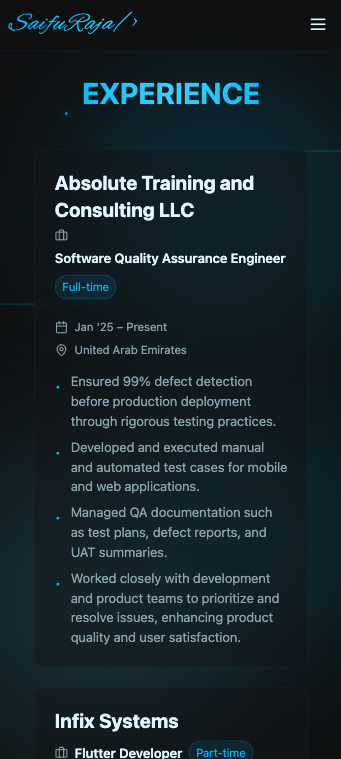 SaifuRaja/>
EXPERIENCE
Absolute Training and
Consulting LLC
Software Quality Assurance Engineer
Full-time
Jan '25 – Present
United Arab Emirates
Ensured 99% defect detection
before production deployment
through rigorous testing practices.
Developed and executed manual
and automated test cases for mobile
and web applications.
Managed QA documentation such
as test plans, defect reports, and
UAT summaries.
Worked closely with development
and product teams to prioritize and
resolve issues, enhancing product
quality and user satisfaction.
Infix Systems
Flutter Developer Part-time